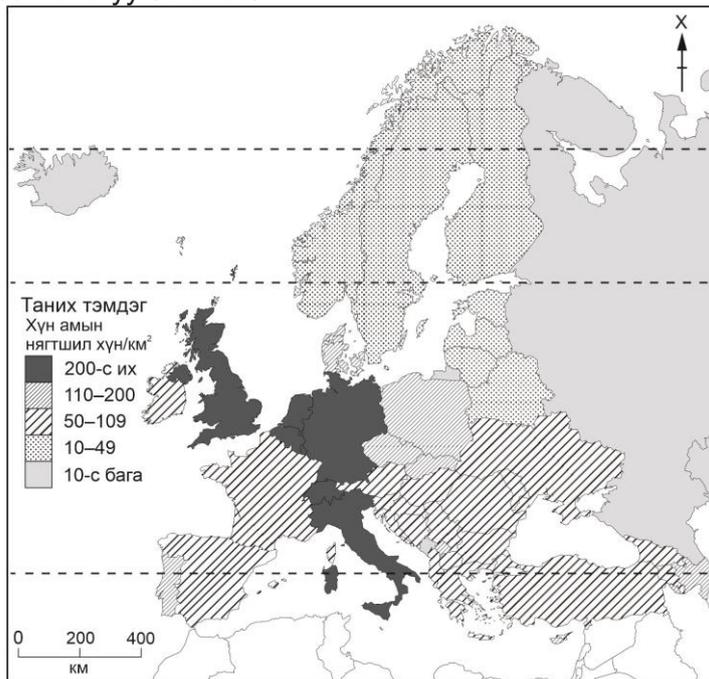 Х
Таних тэмдэг
Хүн амын
нягтшил хүн/км²
200-с их
110–200
50–109
10–49
10-с бага
0 200 400
км